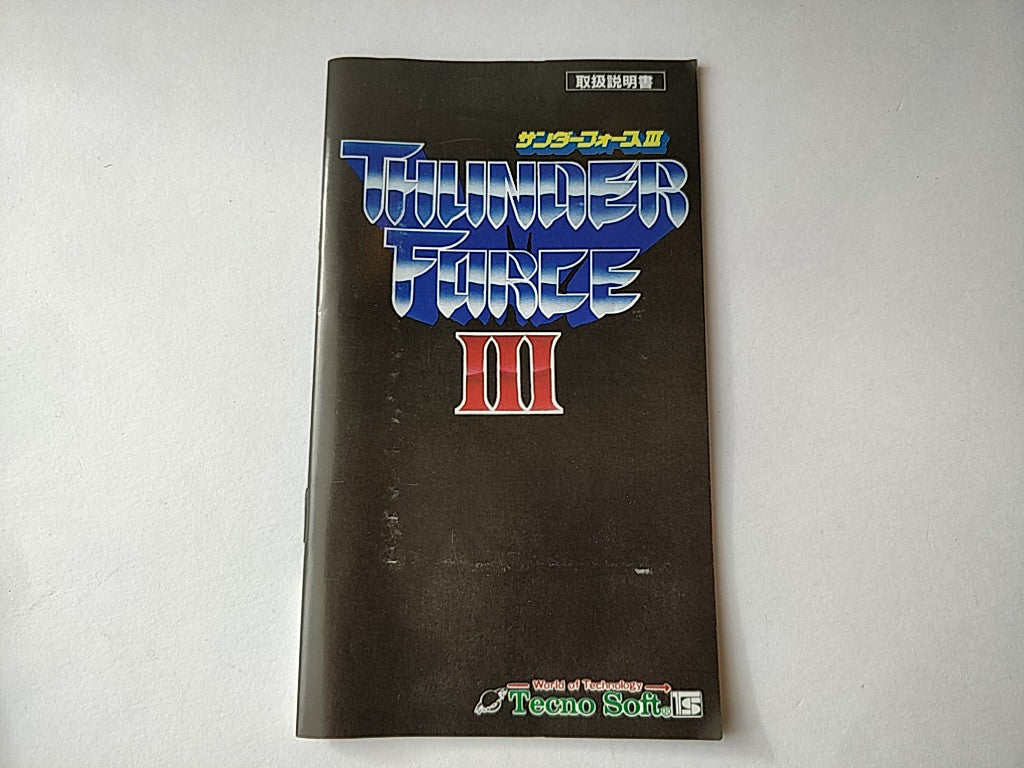 取扱説明書
サンダーフォースIII
THUNDER
FORCE
III
World of Technology
Tecno Soft® TS